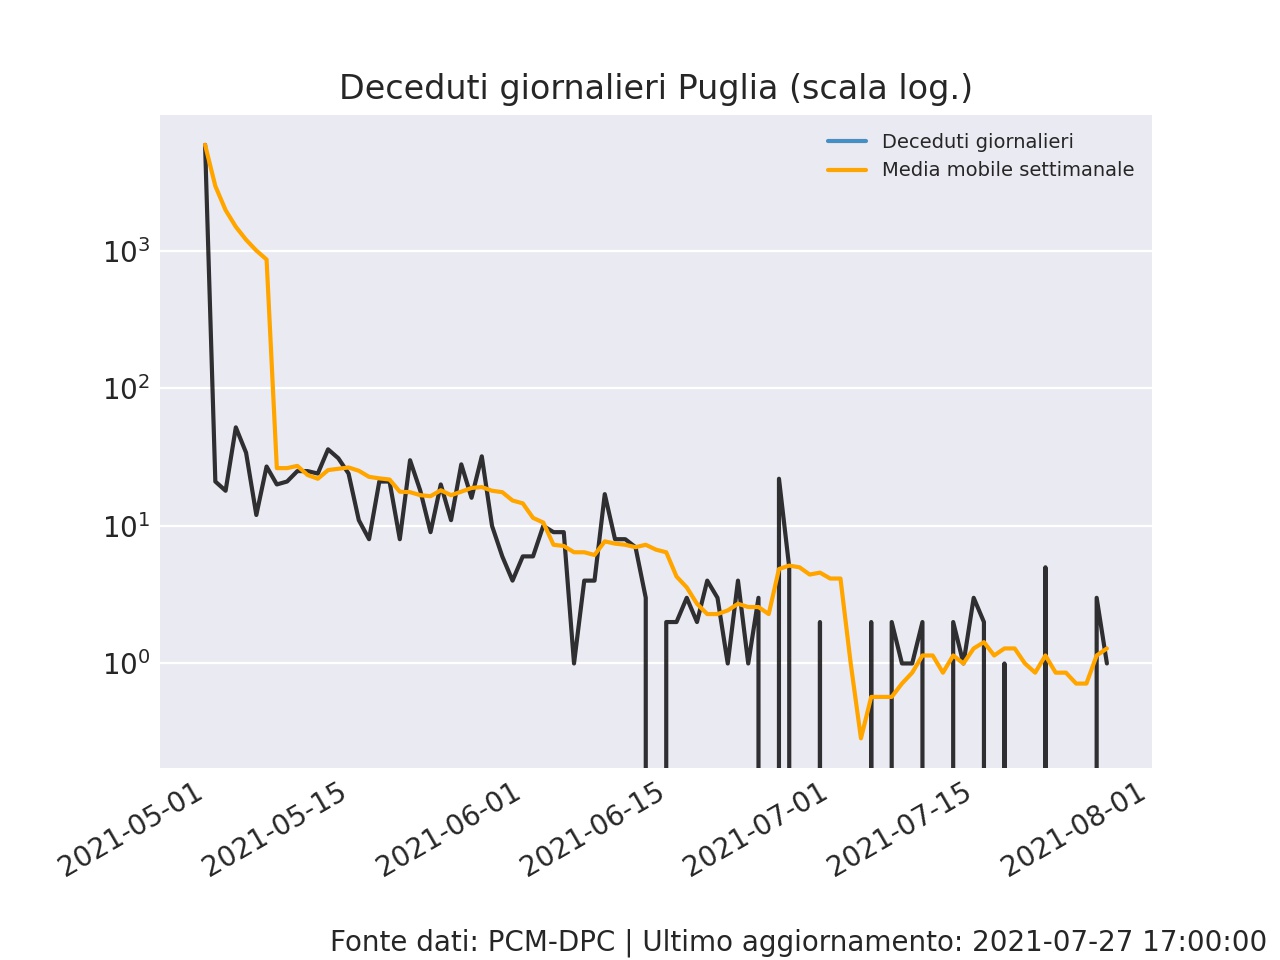 Deceduti giornalieri Puglia (scala log.)
Deceduti giornalieri
Media mobile settimanale
10³
10²
10¹
10⁰
2021-05-01
2021-05-15
2021-06-01
2021-06-15
2021-07-01
2021-07-15
2021-08-01
Fonte dati: PCM-DPC | Ultimo aggiornamento: 2021-07-27 17:00:00